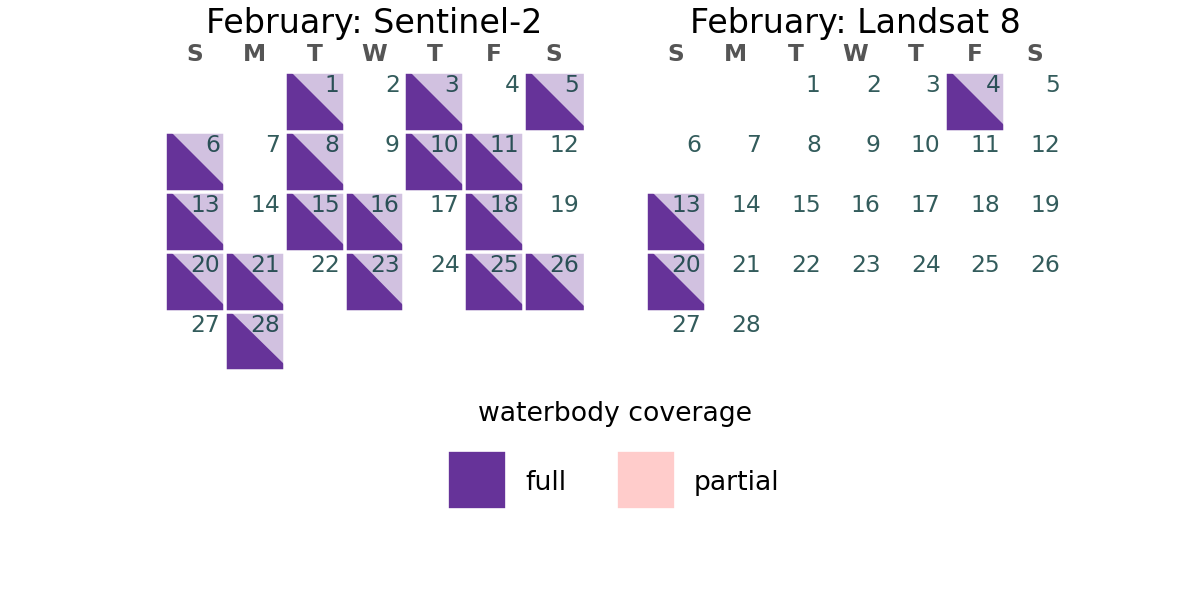 February: Sentinel-2
S M T W T F S
1 2 3 4 5
6 7 8 9 10 11 12
13 14 15 16 17 18 19
20 21 22 23 24 25 26
27 28
February: Landsat 8
S M T W T F S
1 2 3 4 5
6 7 8 9 10 11 12
13 14 15 16 17 18 19
20 21 22 23 24 25 26
27 28
waterbody coverage
full partial